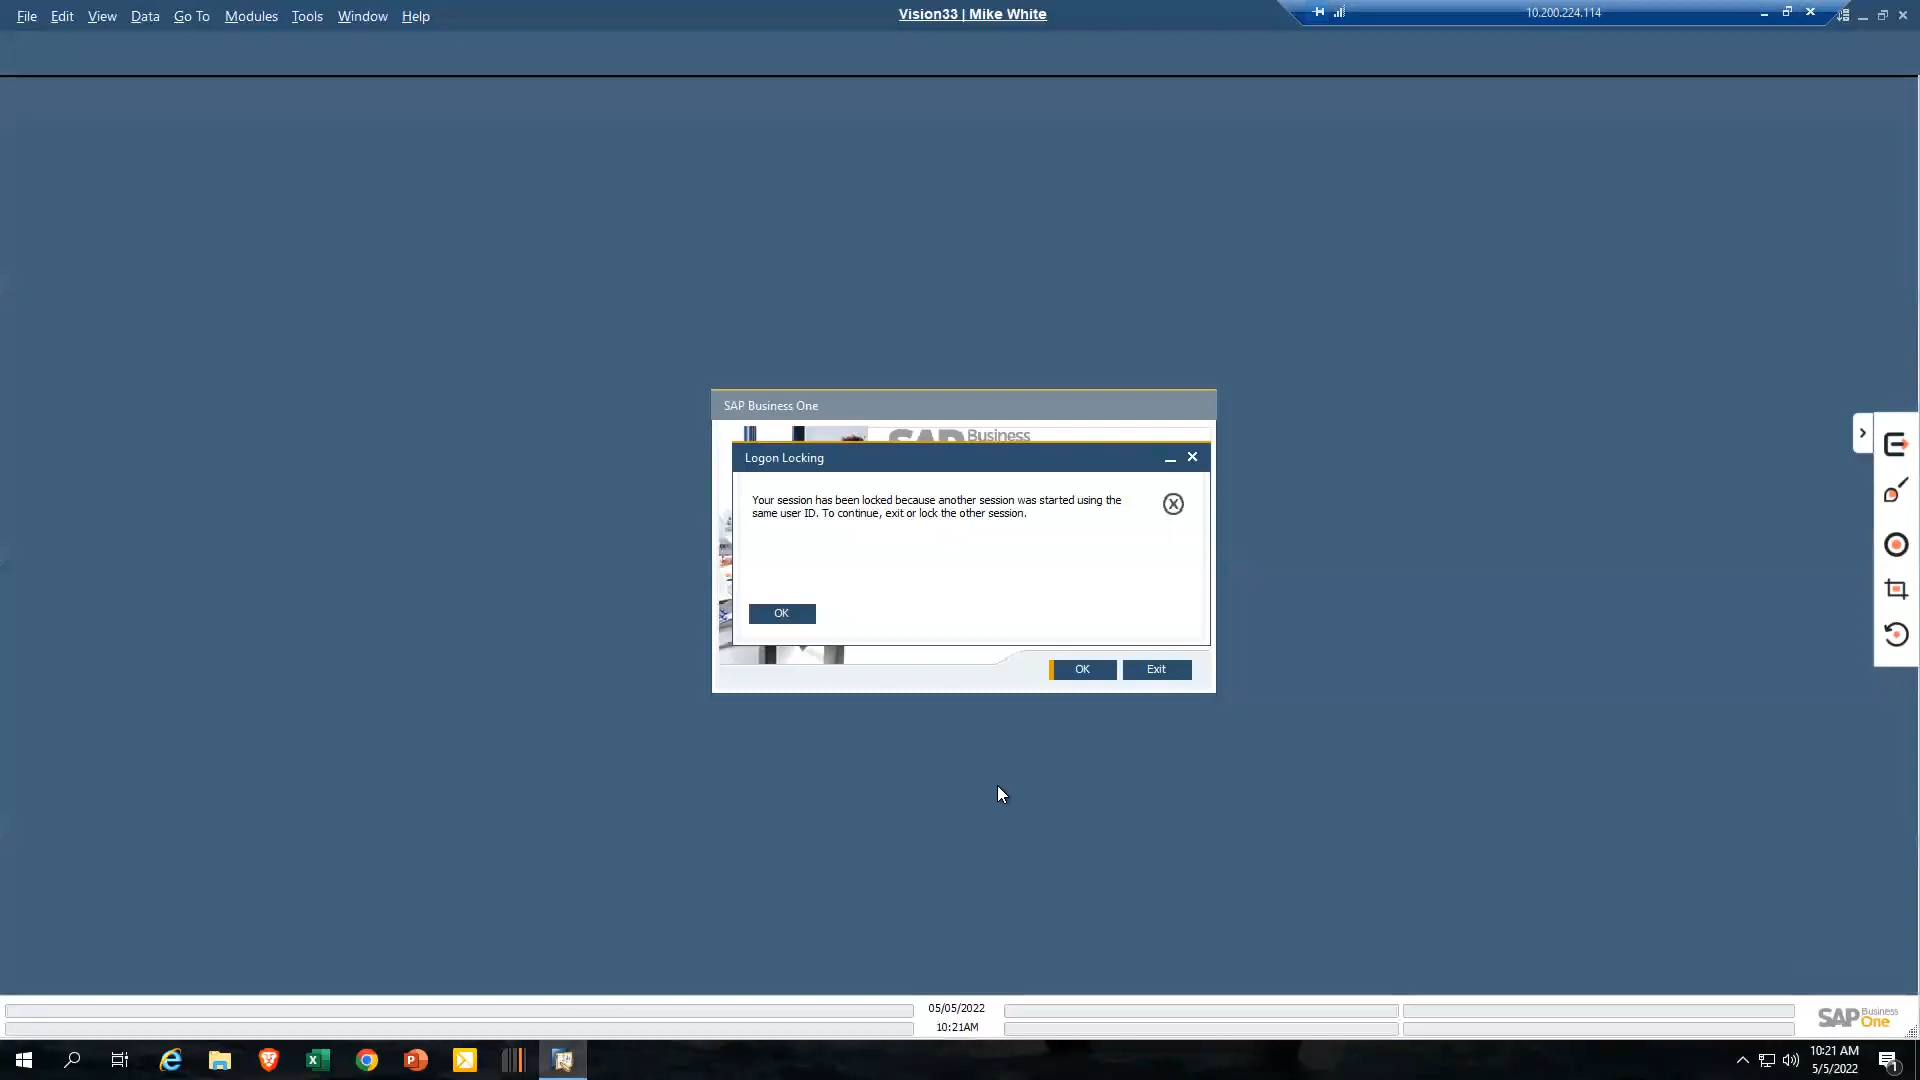 File Edit View Data Go To Modules Tools Window Help
Vision33 | Mike White
10.200.224.114
SAP Business One
SAP Business
Logon Locking
Your session has been locked because another session was started using the
same user ID. To continue, exit or lock the other session.
OK
OK Exit
05/05/2022
10:21AM
SAP Business One
10:21 AM
5/5/2022
1